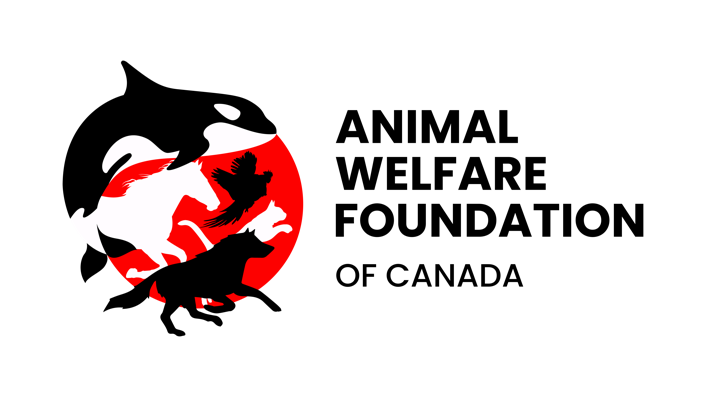 ANIMAL
WELFARE
FOUNDATION
OF CANADA